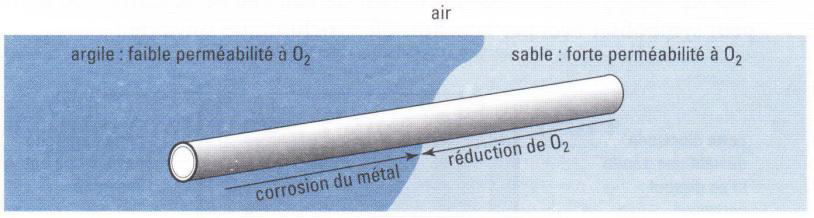 air
argile : faible perméabilité à O₂
sable : forte perméabilité à O₂
corrosion du métal
réduction de O₂